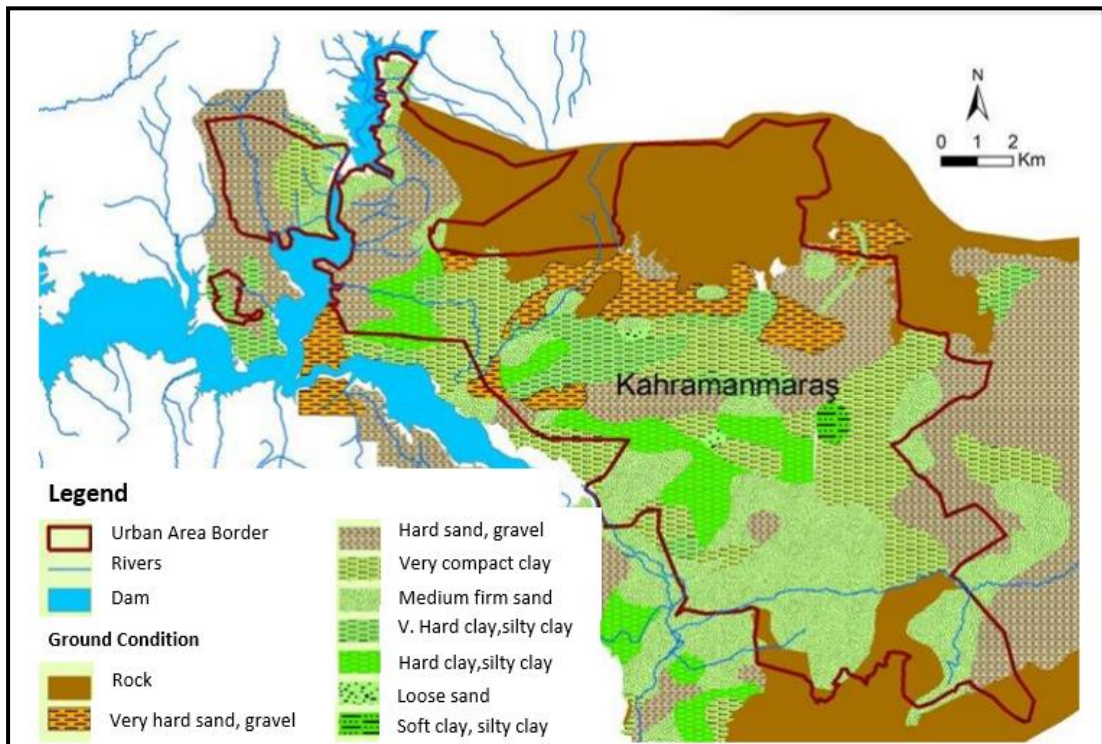 N
0 1 2
Km
Kahramanmaraş
Legend
Urban Area Border
Rivers
Dam
Ground Condition
Rock
Very hard sand, gravel
Hard sand, gravel
Very compact clay
Medium firm sand
V. Hard clay,silty clay
Hard clay,silty clay
Loose sand
Soft clay, silty clay